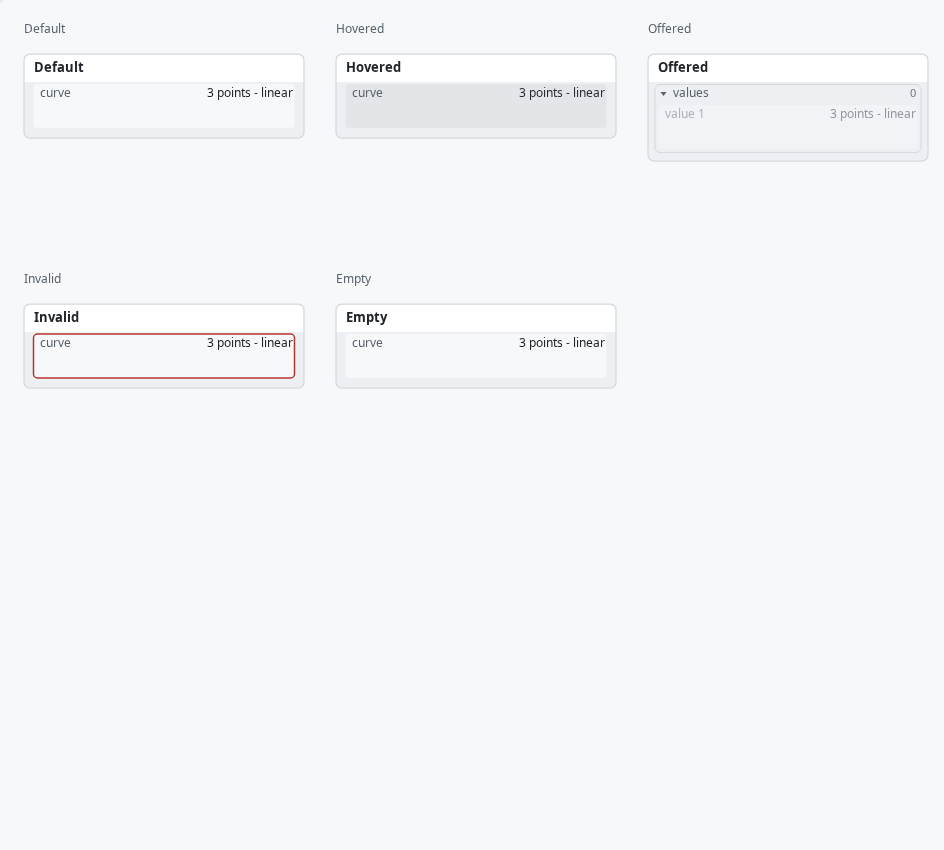 Default
Hovered
Offered
Default
curve 3 points - linear
Hovered
curve 3 points - linear
Offered
values 0
value 1 3 points - linear
Invalid
Empty
Invalid
curve 3 points - linear
Empty
curve 3 points - linear